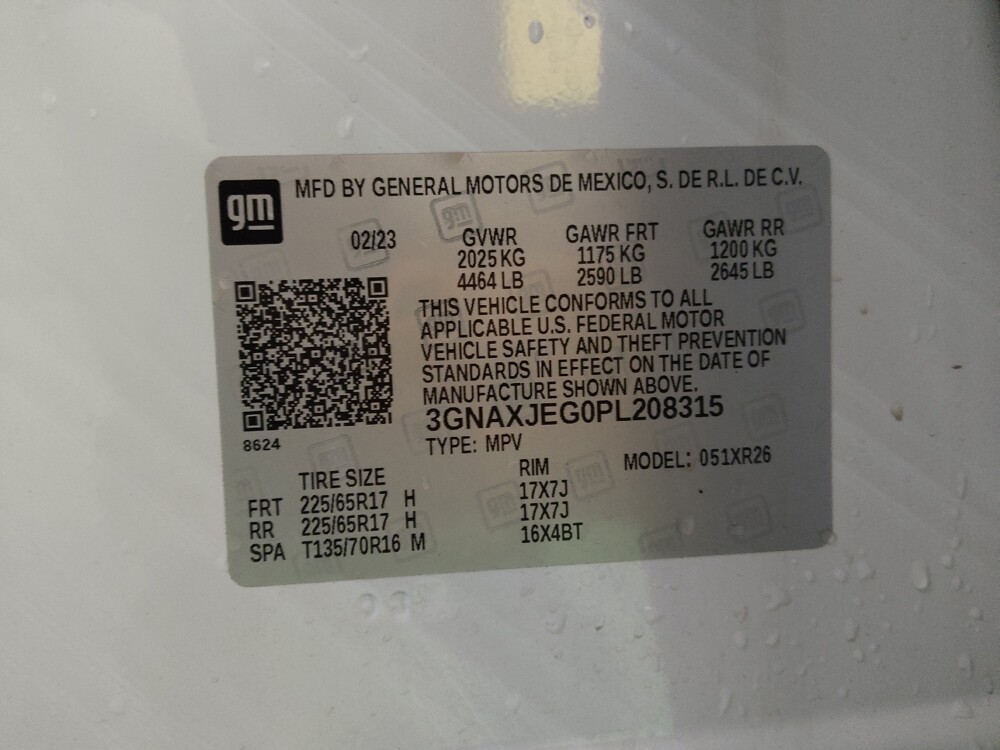 gm
MFD BY GENERAL MOTORS DE MEXICO, S. DE R.L. DE C.V.
02/23 GVWR GAWR FRT GAWR RR
2025 KG 1175 KG 1200 KG
4464 LB 2590 LB 2645 LB
THIS VEHICLE CONFORMS TO ALL
APPLICABLE U.S. FEDERAL MOTOR
VEHICLE SAFETY AND THEFT PREVENTION
STANDARDS IN EFFECT ON THE DATE OF
MANUFACTURE SHOWN ABOVE.
3GNAXJEG0PL208315
8624
TYPE: MPV
TIRE SIZE RIM MODEL: 051XR26
FRT 225/65R17 H 17X7J
RR 225/65R17 H 17X7J
SPA T135/70R16 M 16X4BT